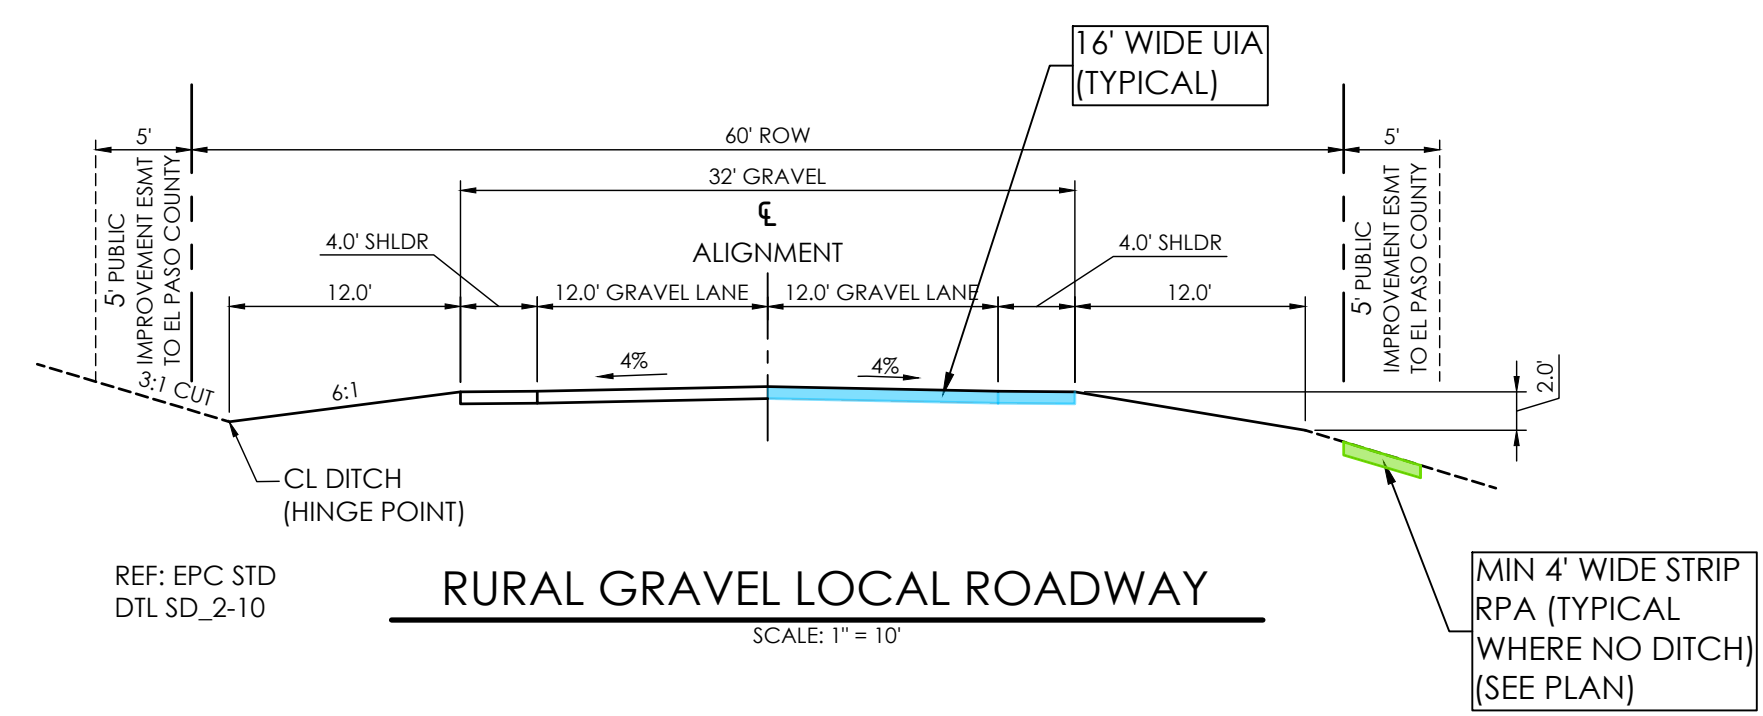 16' WIDE UIA
(TYPICAL)
5'
60' ROW
5'
32' GRAVEL
℄
ALIGNMENT
4.0' SHLDR
4.0' SHLDR
5' PUBLIC
IMPROVEMENT ESMT
TO EL PASO COUNTY
5' PUBLIC
IMPROVEMENT ESMT
TO EL PASO COUNTY
12.0'
12.0' GRAVEL LANE
12.0' GRAVEL LANE
12.0'
3:1 CUT
6:1
4%
4%
2.0'
CL DITCH
(HINGE POINT)
REF: EPC STD
DTL SD_2-10
RURAL GRAVEL LOCAL ROADWAY
SCALE: 1" = 10'
MIN 4' WIDE STRIP
RPA (TYPICAL
WHERE NO DITCH)
(SEE PLAN)